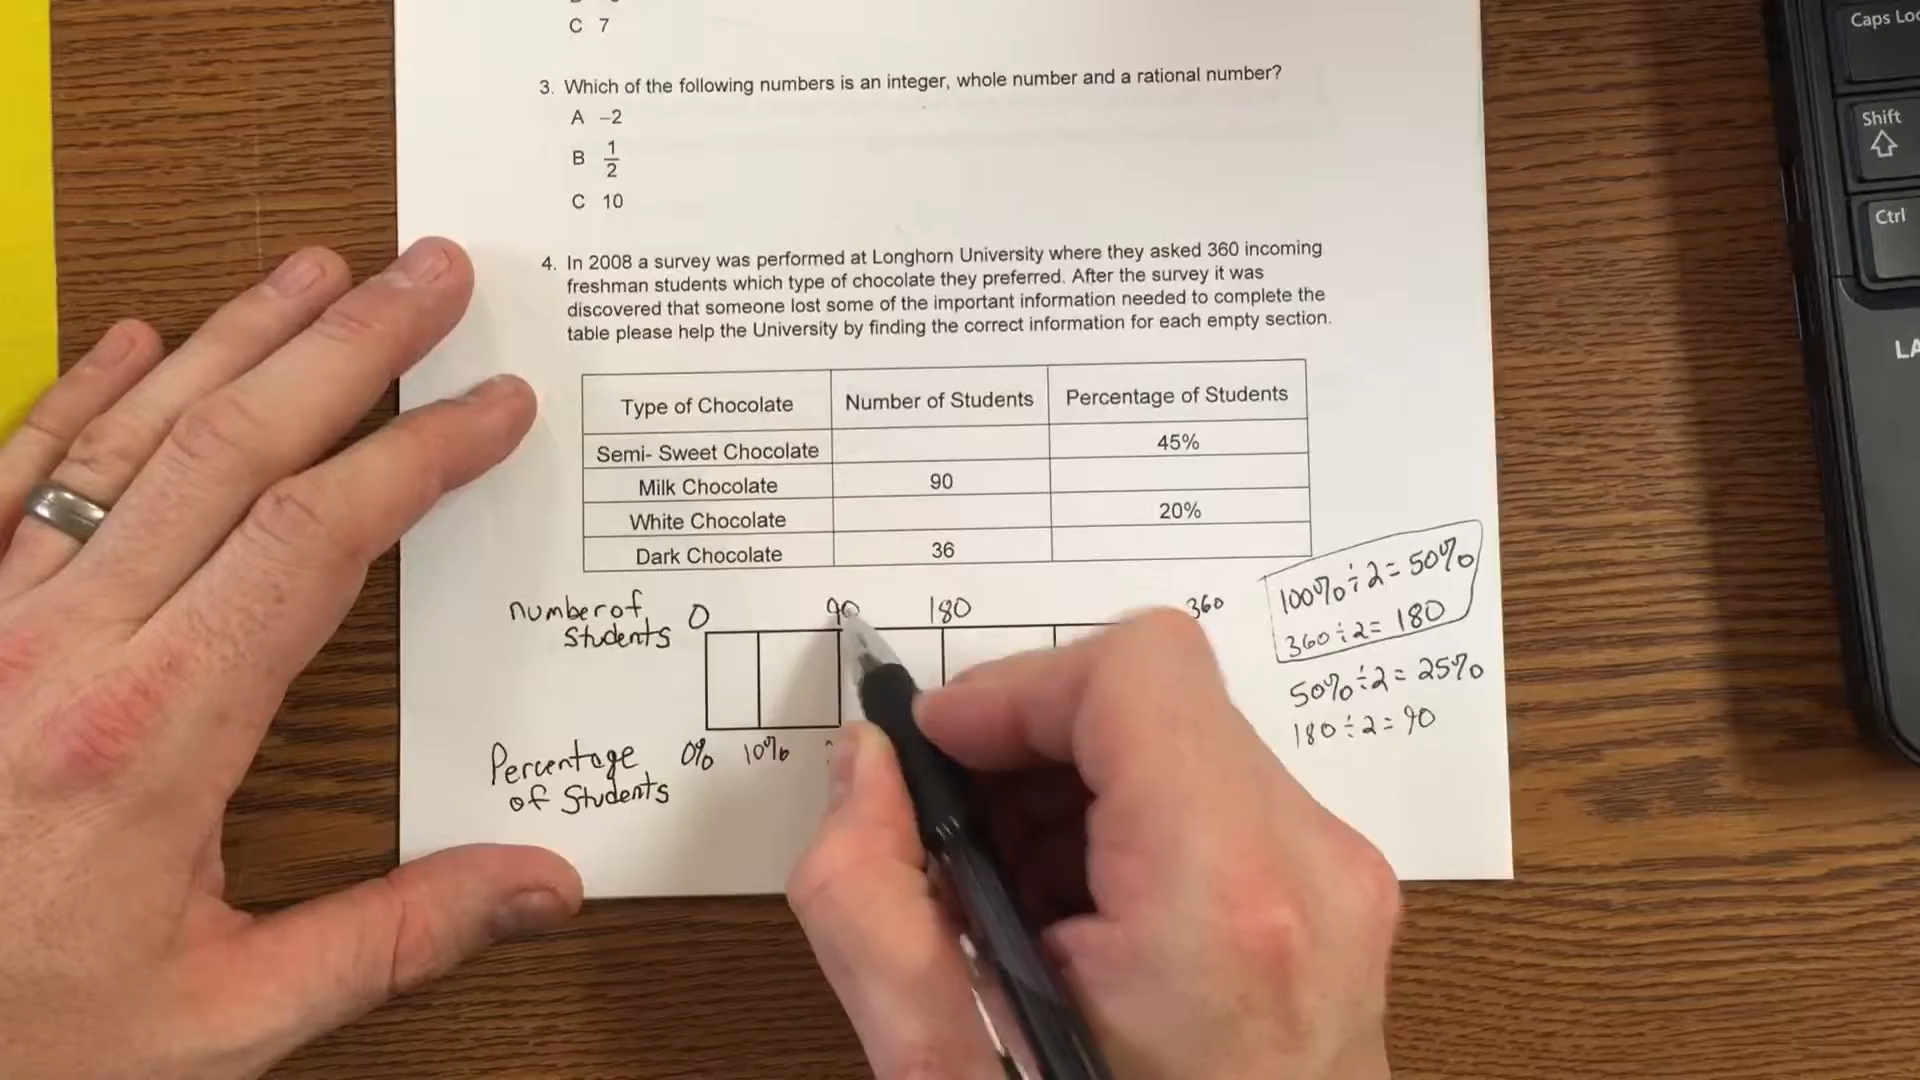 C 7
3. Which of the following numbers is an integer, whole number and a rational number?
A -2
B 1/2
C 10
4. In 2008 a survey was performed at Longhorn University where they asked 360 incoming
freshman students which type of chocolate they preferred. After the survey it was
discovered that someone lost some of the important information needed to complete the
table please help the University by finding the correct information for each empty section.
Type of Chocolate Number of Students Percentage of Students
Semi- Sweet Chocolate 45%
Milk Chocolate 90
White Chocolate 20%
Dark Chocolate 36
number of
Students
0 90 180 360
Percentage
of Students
0% 10%
100% ÷ 2 = 50%
360 ÷ 2 = 180
50% ÷ 2 = 25%
180 ÷ 2 = 90
Caps
Shift
Ctrl